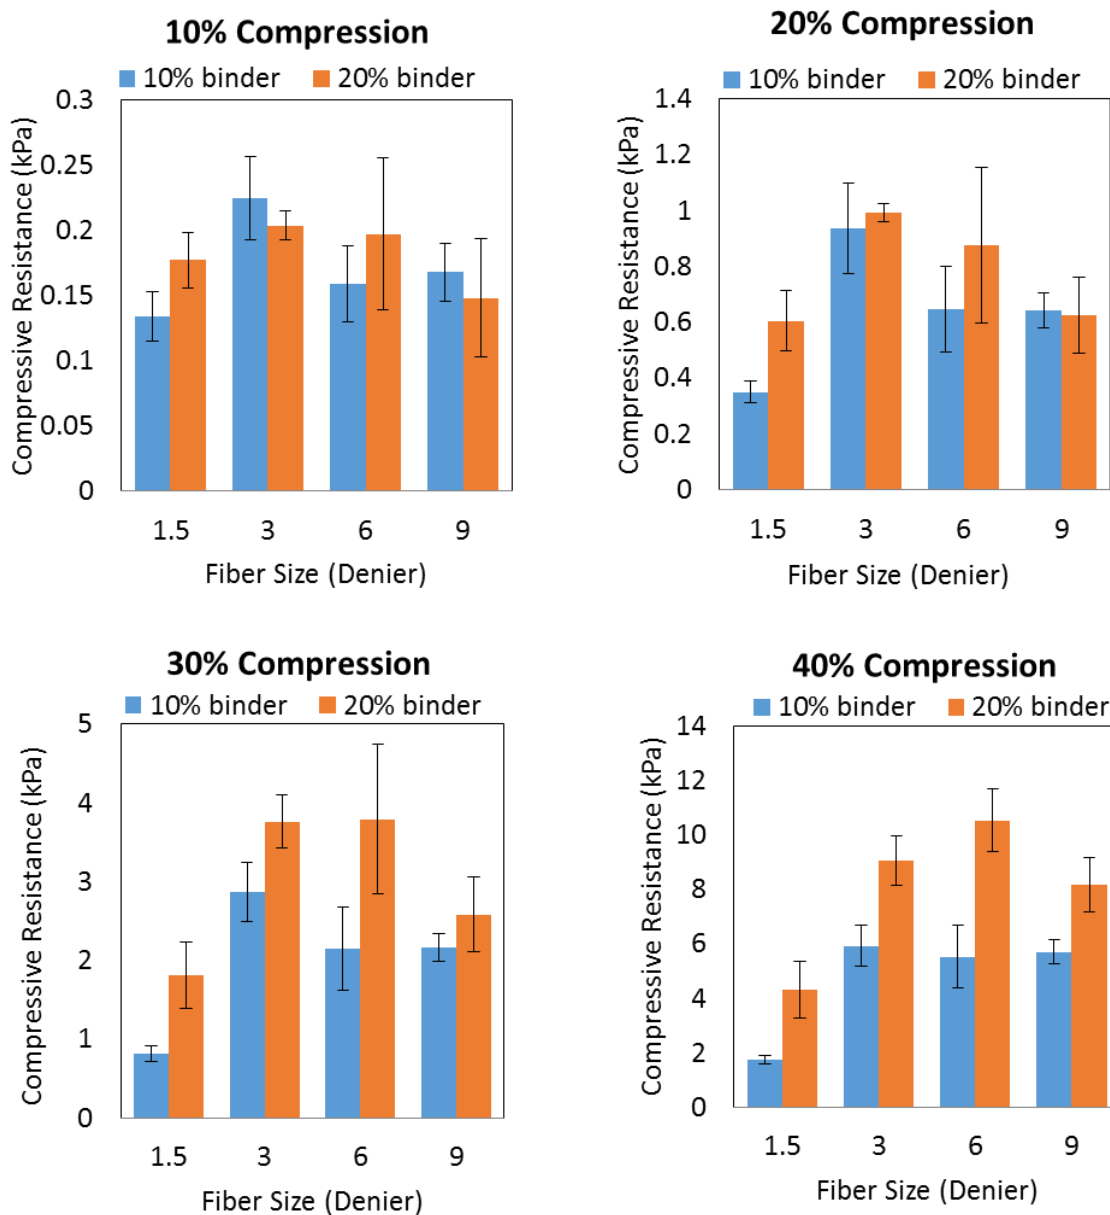 10% Compression
10% binder 20% binder
Compressive Resistance (kPa)
0.3
0.25
0.2
0.15
0.1
0.05
0
1.5 3 6 9
Fiber Size (Denier)
20% Compression
10% binder 20% binder
Compressive Resistance (kPa)
1.4
1.2
1
0.8
0.6
0.4
0.2
0
1.5 3 6 9
Fiber Size (Denier)
30% Compression
10% binder 20% binder
Compressive Resistance (kPa)
5
4
3
2
1
0
1.5 3 6 9
Fiber Size (Denier)
40% Compression
10% binder 20% binder
Compressive Resistance (kPa)
14
12
10
8
6
4
2
0
1.5 3 6 9
Fiber Size (Denier)